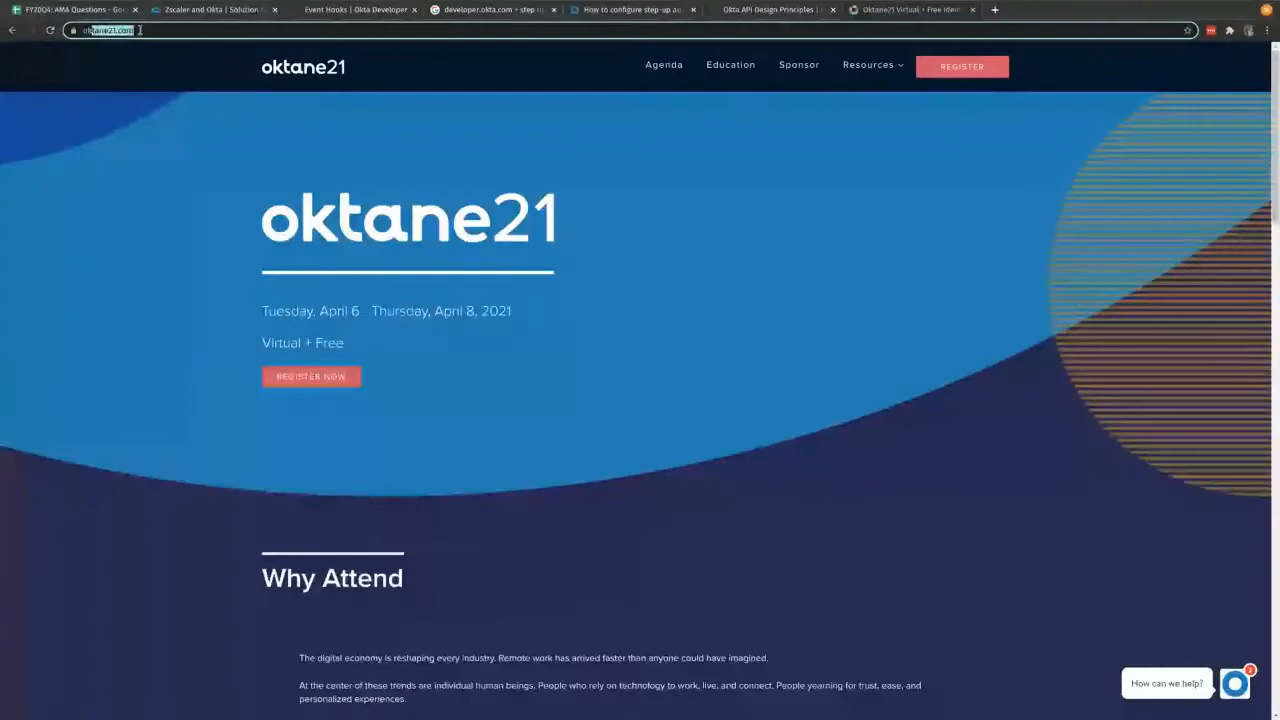 FY20Q4: AMA Questions - Goo
Zscaler and Okta | Solution
Event Hooks | Okta Developer
developer.okta.com • step u
How to configure step-up au
Okta API Design Principles |
Oktane21 Virtual + Free Iden
oktane21.com
oktane21
Agenda
Education
Sponsor
Resources
REGISTER
oktane21
Tuesday, April 6 Thursday, April 8, 2021
Virtual + Free
REGISTER NOW
Why Attend
The digital economy is reshaping every industry. Remote work has arrived faster than anyone could have imagined.
At the center of these trends are individual human beings. People who rely on technology to work, live, and connect. People yearning for trust, ease, and
personalized experiences.
How can we help?
2